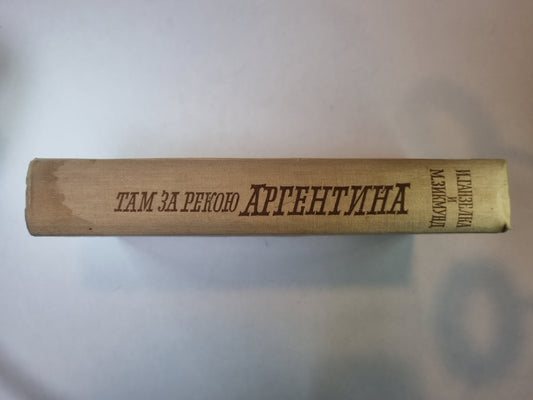 И.ГАНЗЕЛКА
И
М.ЗИКМУНД
ТАМ ЗА РЕКОЮ АРГЕНТИНА